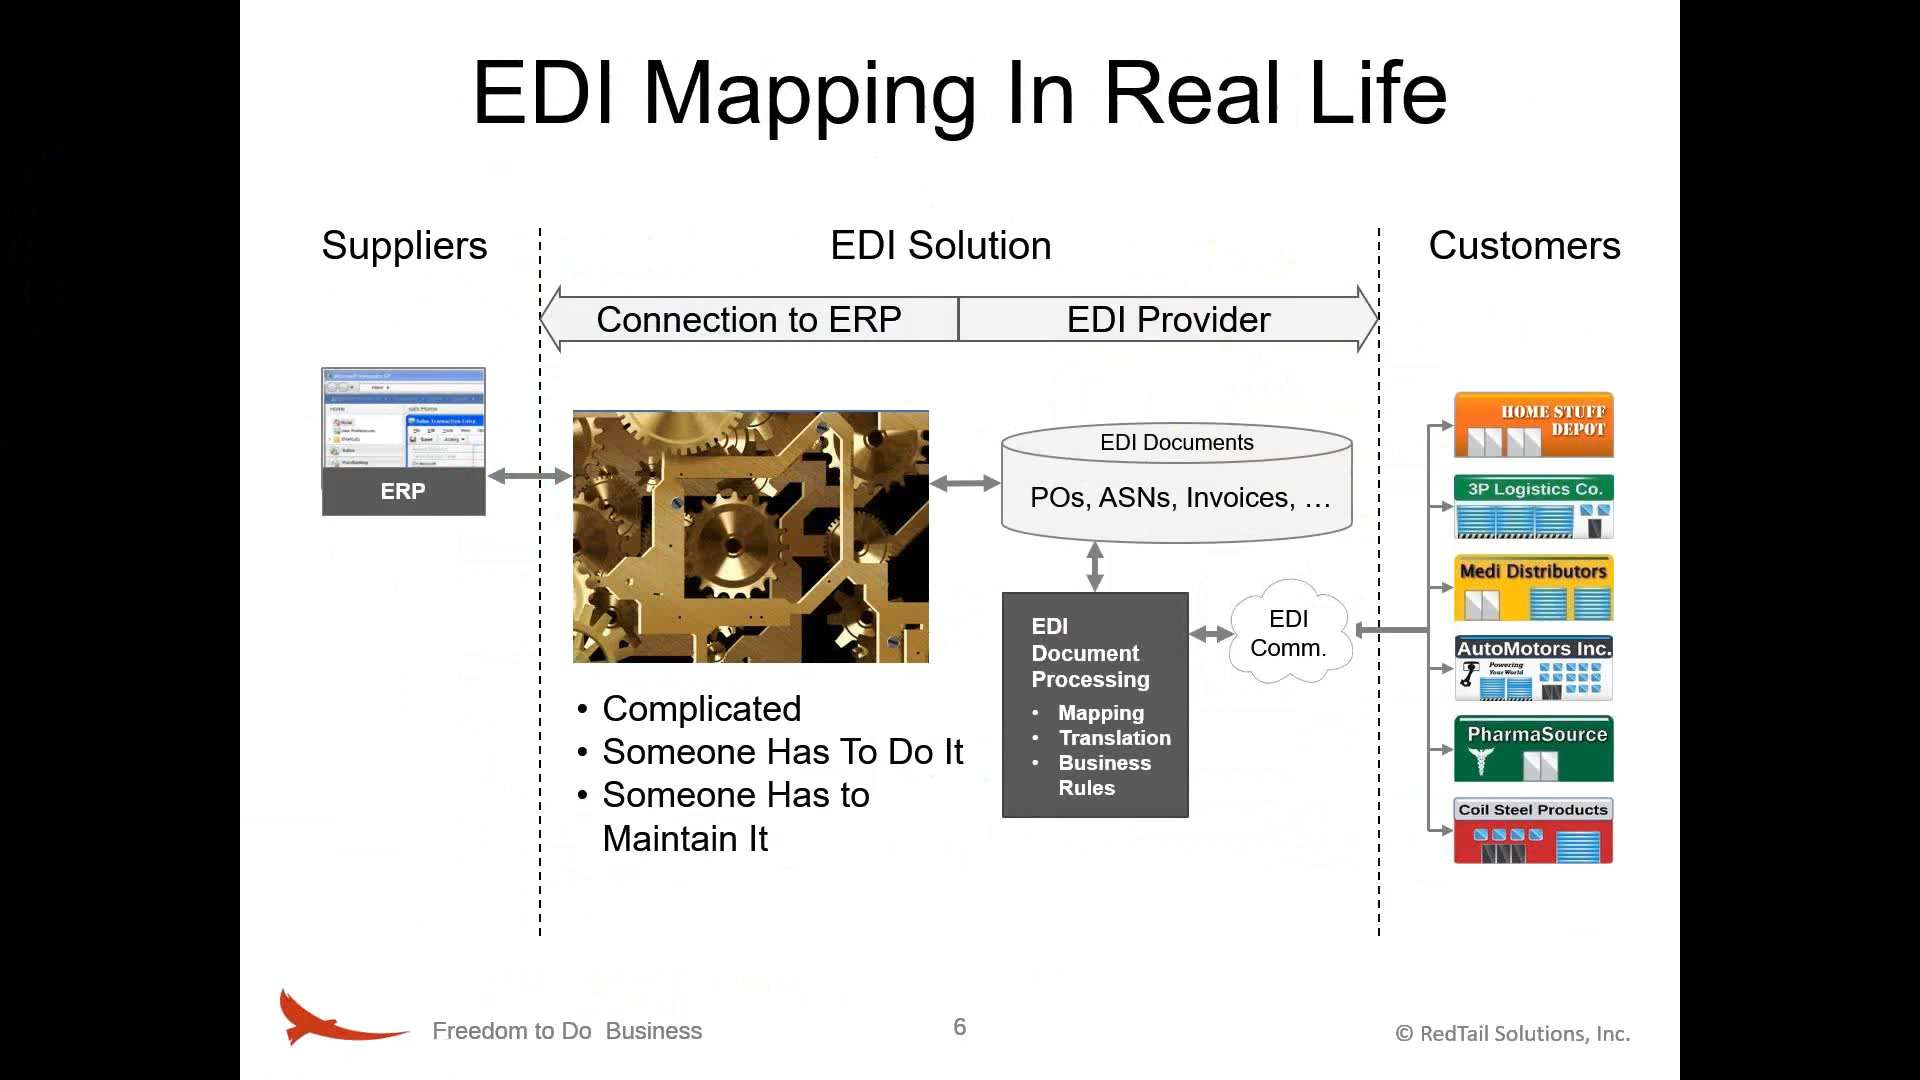 EDI Mapping In Real Life
Suppliers
EDI Solution
Customers
Connection to ERP
EDI Provider
Home
Save
ERP
EDI Documents
POs, ASNs, Invoices, …
EDI
Document
Processing
• Mapping
• Translation
• Business
Rules
EDI
Comm.
• Complicated
• Someone Has To Do It
• Someone Has to
Maintain It
HOME STUFF
DEPOT
3P Logistics Co.
Medi Distributors
AutoMotors Inc.
Powering
Your World
PharmaSource
Coil Steel Products
Freedom to Do Business
6
© RedTail Solutions, Inc.